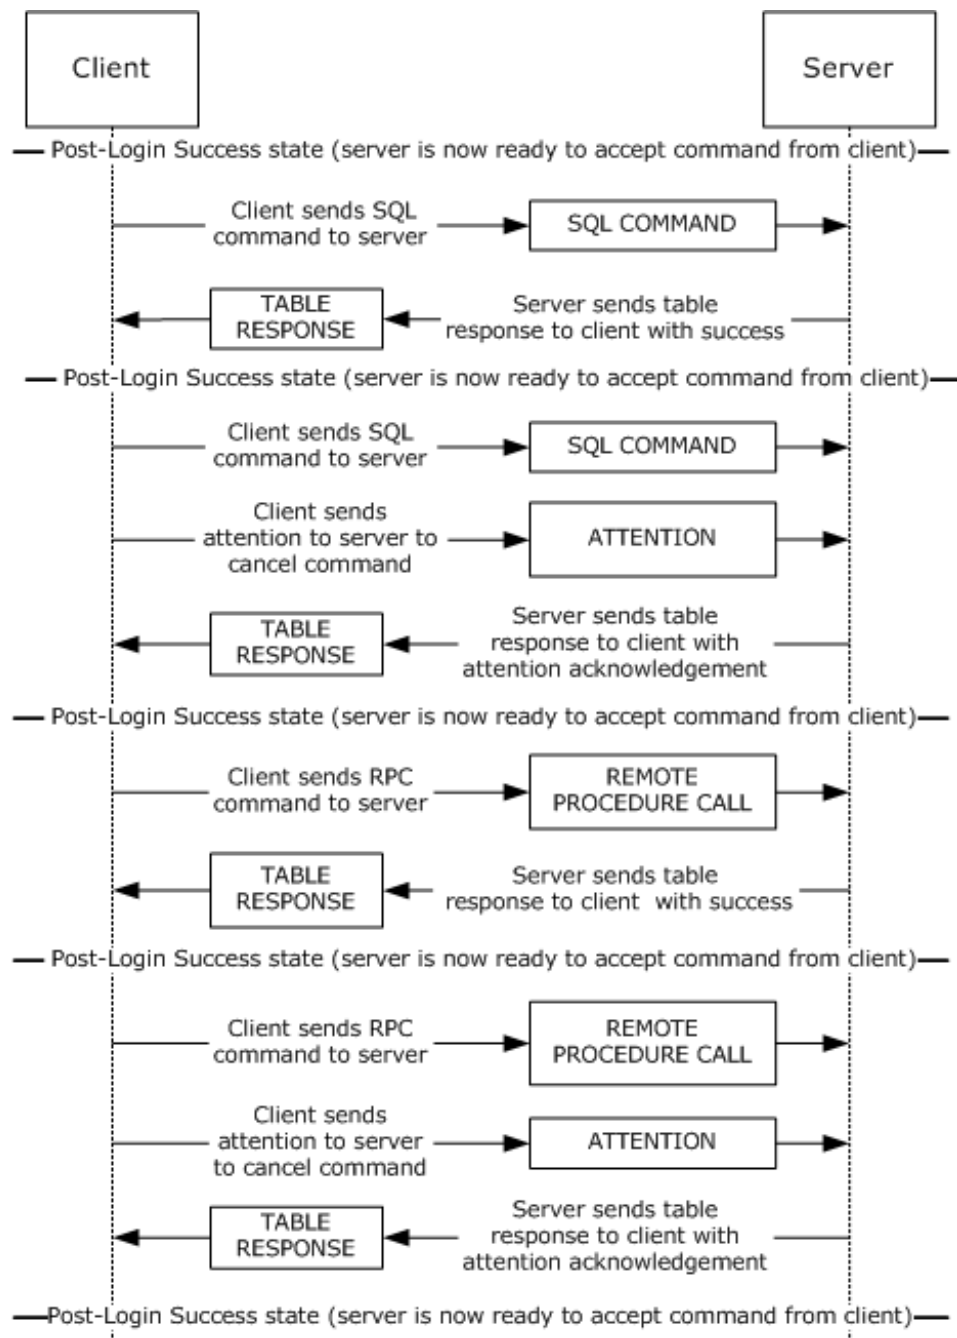 Client
Server
Post-Login Success state (server is now ready to accept command from client)
Client sends SQL
command to server
SQL COMMAND
TABLE
RESPONSE
Server sends table
response to client with success
Post-Login Success state (server is now ready to accept command from client)
Client sends SQL
command to server
SQL COMMAND
Client sends
attention to server to
cancel command
ATTENTION
TABLE
RESPONSE
Server sends table
response to client with
attention acknowledgement
Post-Login Success state (server is now ready to accept command from client)
Client sends RPC
command to server
REMOTE
PROCEDURE CALL
TABLE
RESPONSE
Server sends table
response to client with success
Post-Login Success state (server is now ready to accept command from client)
Client sends RPC
command to server
REMOTE
PROCEDURE CALL
Client sends
attention to server
to cancel command
ATTENTION
TABLE
RESPONSE
Server sends table
response to client with
attention acknowledgement
Post-Login Success state (server is now ready to accept command from client)